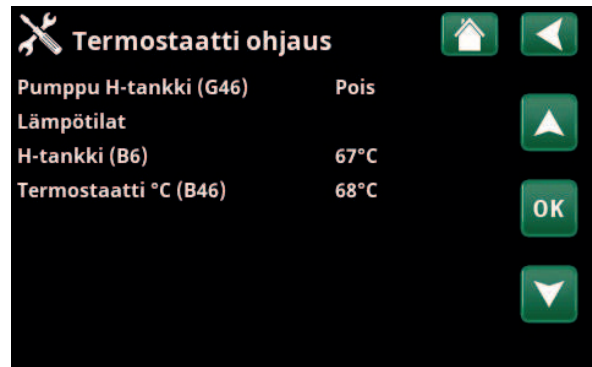 Termostaatti ohjaus
Pumppu H-tankki (G46) Pois
Lämpötilat
H-tankki (B6) 67°C
Termostaatti °C (B46) 68°C
OK